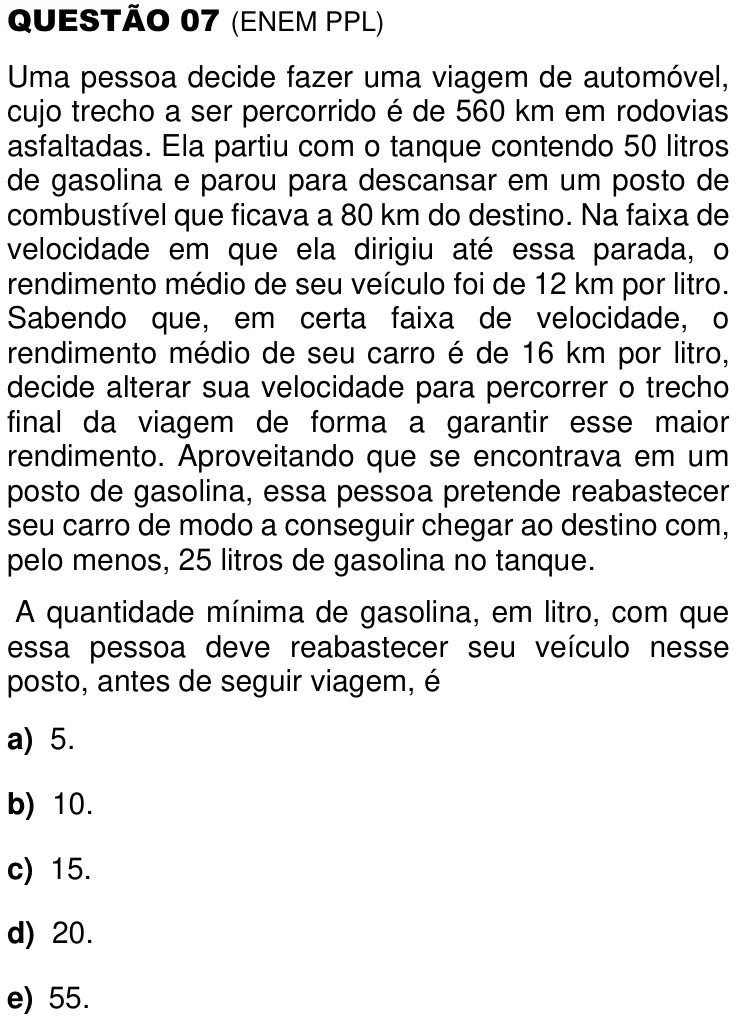 QUESTÃO 07 (ENEM PPL)
Uma pessoa decide fazer uma viagem de automóvel,
cujo trecho a ser percorrido é de 560 km em rodovias
asfaltadas. Ela partiu com o tanque contendo 50 litros
de gasolina e parou para descansar em um posto de
combustível que ficava a 80 km do destino. Na faixa de
velocidade em que ela dirigiu até essa parada, o
rendimento médio de seu veículo foi de 12 km por litro.
Sabendo que, em certa faixa de velocidade, o
rendimento médio de seu carro é de 16 km por litro,
decide alterar sua velocidade para percorrer o trecho
final da viagem de forma a garantir esse maior
rendimento. Aproveitando que se encontrava em um
posto de gasolina, essa pessoa pretende reabastecer
seu carro de modo a conseguir chegar ao destino com,
pelo menos, 25 litros de gasolina no tanque.
A quantidade mínima de gasolina, em litro, com que
essa pessoa deve reabastecer seu veículo nesse
posto, antes de seguir viagem, é
a) 5.
b) 10.
c) 15.
d) 20.
e) 55.